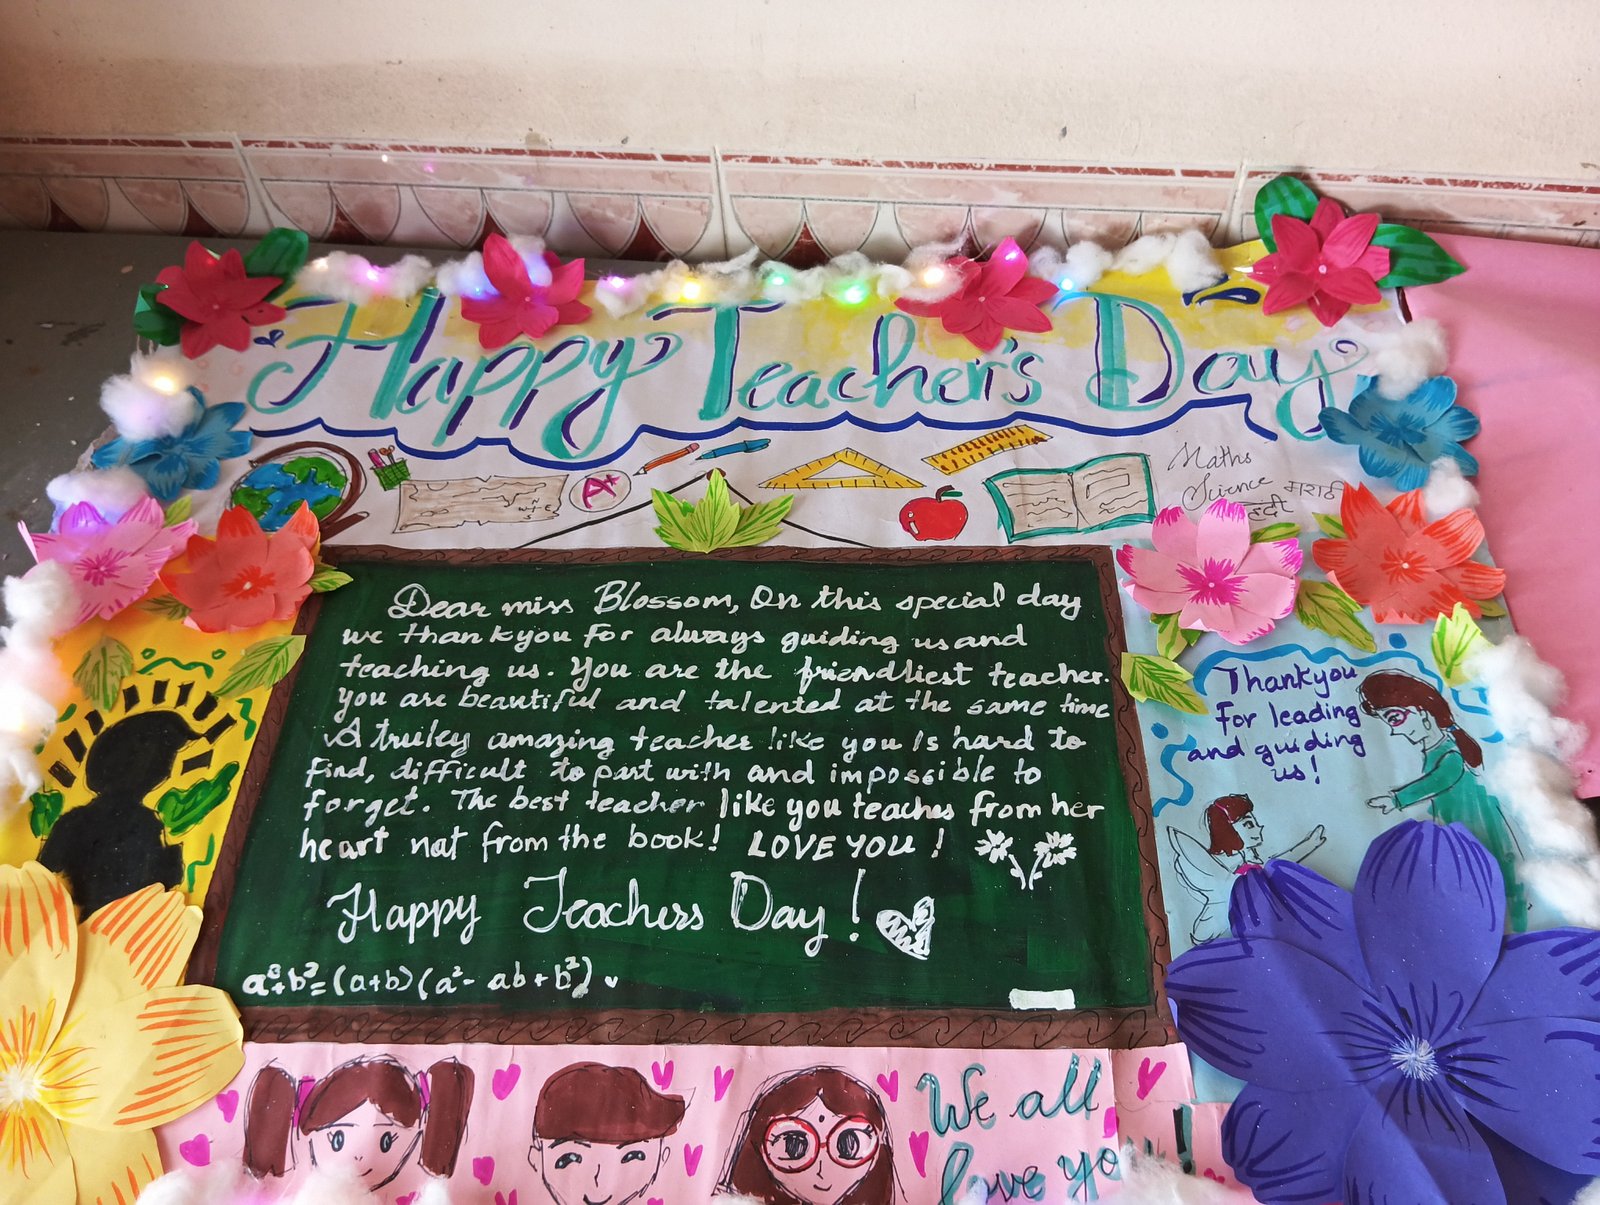 Happy Teacher's Day
A+
Maths
Science मराठी
हिंदी
Dear miss Blossom, On this special day
we thankyou For always guiding us and
teaching us. You are the friendliest teacher.
you are beautiful and talented at the same time
A truley amazing teacher like you Is hard to
find, difficult to part with and impossible to
forget. The best teacher like you teaches from her
heart not from the book! LOVE YOU!
Happy Teachers Day!
a³+b³=(a+b)(a²-ab+b²)
Thankyou
For leading
and guiding
us!
We all
love you!